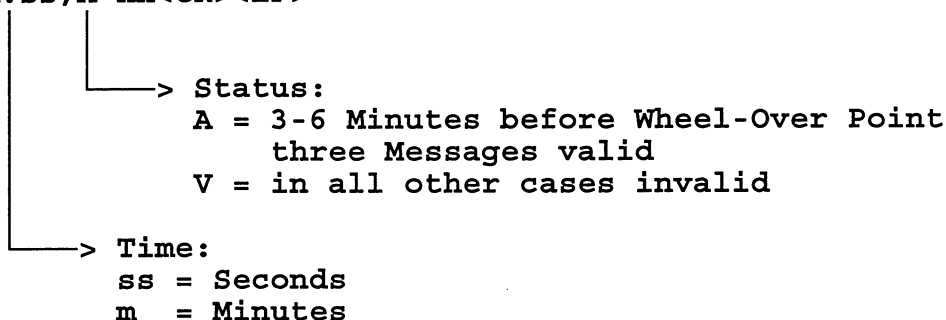 > Status:
A = 3-6 Minutes before Wheel-Over Point
three Messages valid
V = in all other cases invalid
> Time:
ss = Seconds
m = Minutes